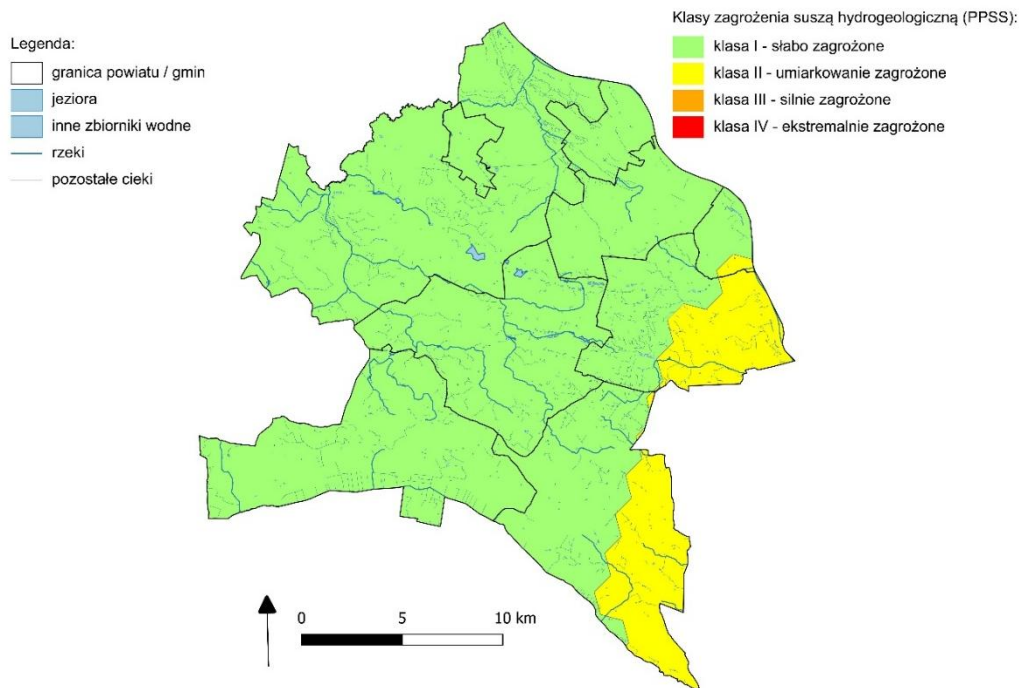 Legenda:
granica powiatu / gmin
jeziora
inne zbiorniki wodne
rzeki
pozostałe cieki
Klasy zagrożenia suszą hydrogeologiczną (PPSS):
klasa I - słabo zagrożone
klasa II - umiarkowanie zagrożone
klasa III - silnie zagrożone
klasa IV - ekstremalnie zagrożone
0 5 10 km